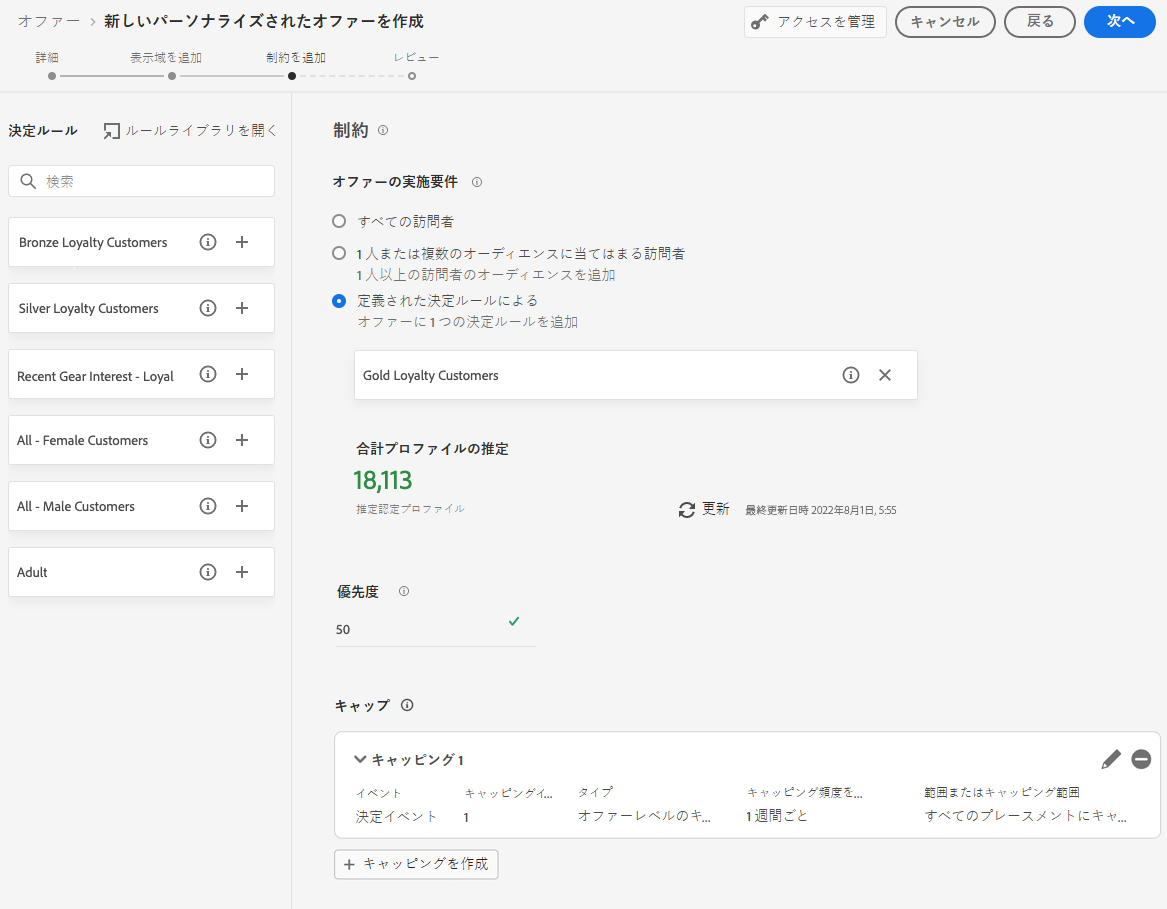 オファー > 新しいパーソナライズされたオファーを作成
アクセスを管理
キャンセル
戻る
次へ
詳細
表示域を追加
制約を追加
レビュー
決定ルール
ルールライブラリを開く
検索
Bronze Loyalty Customers
Silver Loyalty Customers
Recent Gear Interest - Loyal
All - Female Customers
All - Male Customers
Adult
制約
オファーの実施要件
すべての訪問者
1人または複数のオーディエンスに当てはまる訪問者
1人以上の訪問者のオーディエンスを追加
定義された決定ルールによる
オファーに1つの決定ルールを追加
Gold Loyalty Customers
合計プロファイルの推定
18,113
推定認定プロファイル
更新
最終更新日時 2022年8月1日, 5:55
優先度
50
キャップ
キャッピング 1
イベント
決定イベント
キャッピングイ...
1
タイプ
オファーレベルのキ...
キャッピング頻度を...
1週間ごと
範囲またはキャッピング範囲
すべてのプレースメントにキャ...
+ キャッピングを作成